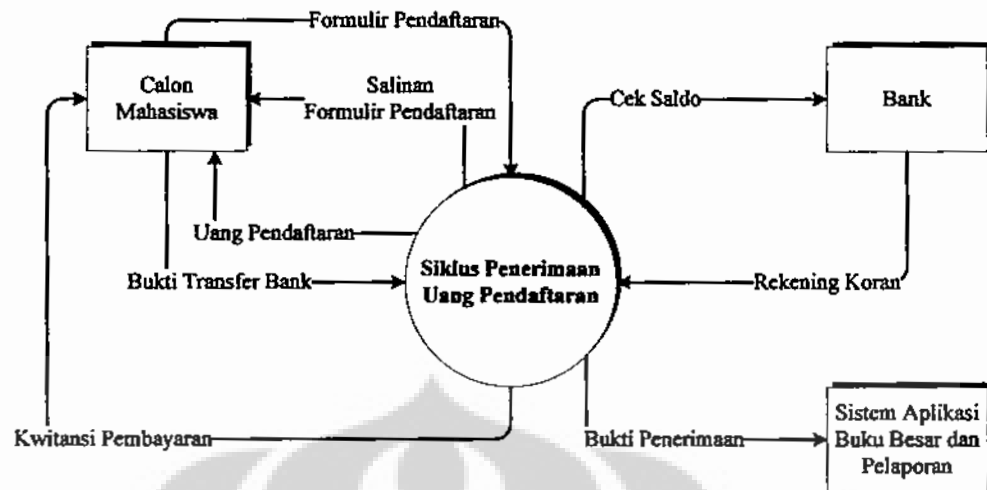 Formulir Pendaftaran
Calon
Mahasiswa
Salinan
Formulir Pendaftaran
Cek Saldo
Bank
Uang Pendaftaran
Bukti Transfer Bank
Siklus Penerimaan
Uang Pendaftaran
Rekening Koran
Kwitansi Pembayaran
Bukti Penerimaan
Sistem Aplikasi
Buku Besar dan
Pelaporan